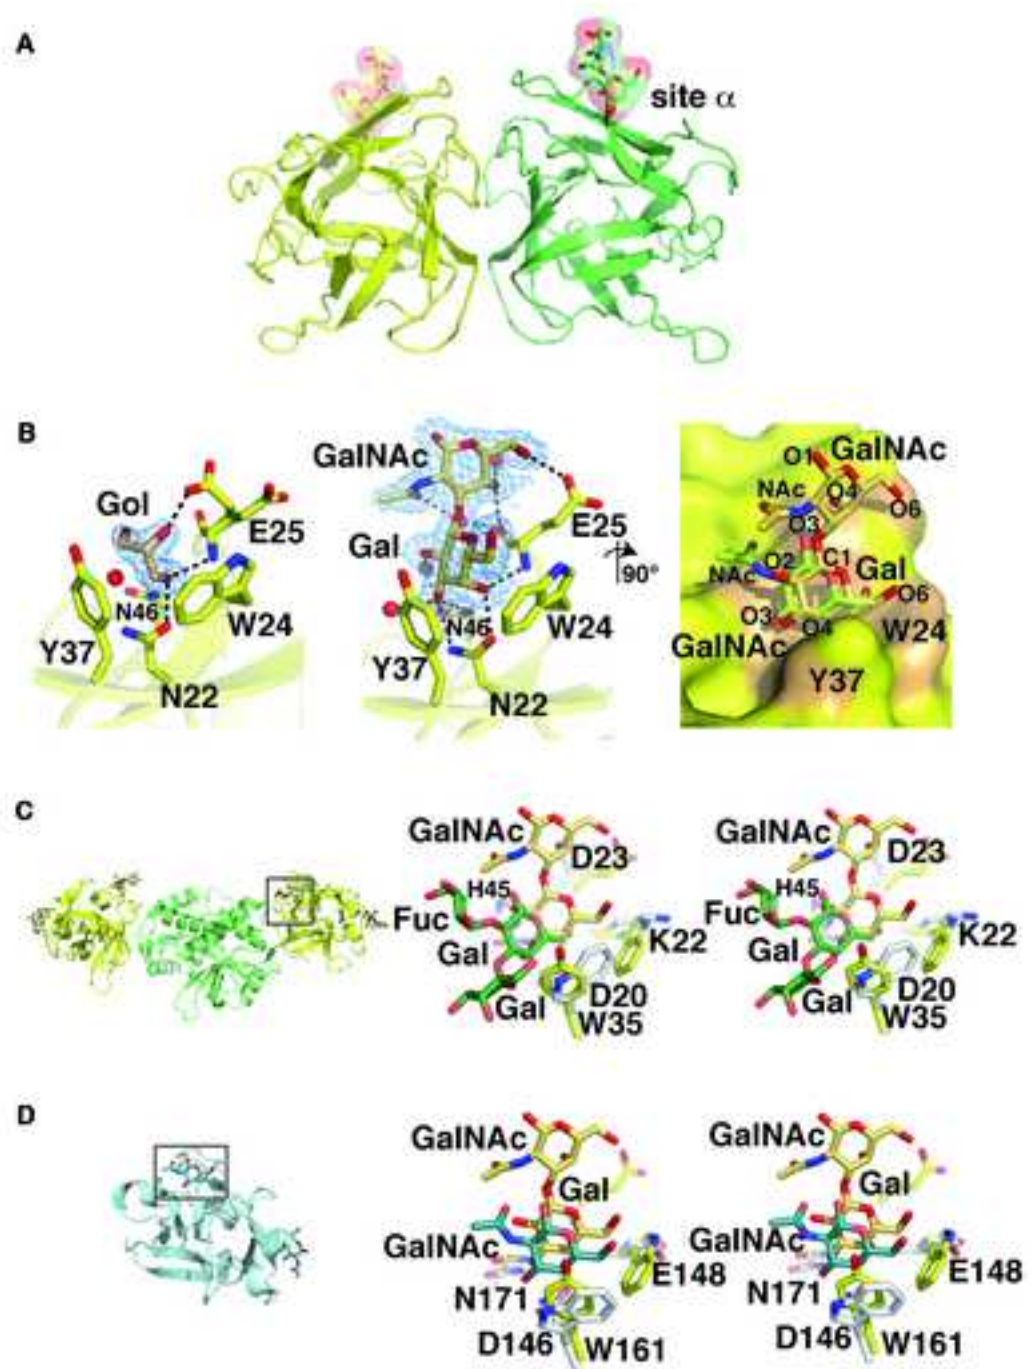 A
site α
B
Gol
E25
N46
W24
Y37
N22
GalNAc
E25
Gal
90°
N46
W24
Y37
N22
O1 GalNAc
NAc O4
O6
O3
O2 C1 Gal
NAc
O6
O3 O4
GalNAc W24
Y37
C
GalNAc
D23
H45
Fuc
K22
Gal
D20
Gal
W35
GalNAc
D23
H45
Fuc
K22
Gal
D20
Gal
W35
D
GalNAc
Gal
GalNAc
E148
N171
D146 W161
GalNAc
Gal
GalNAc
E148
N171
D146 W161